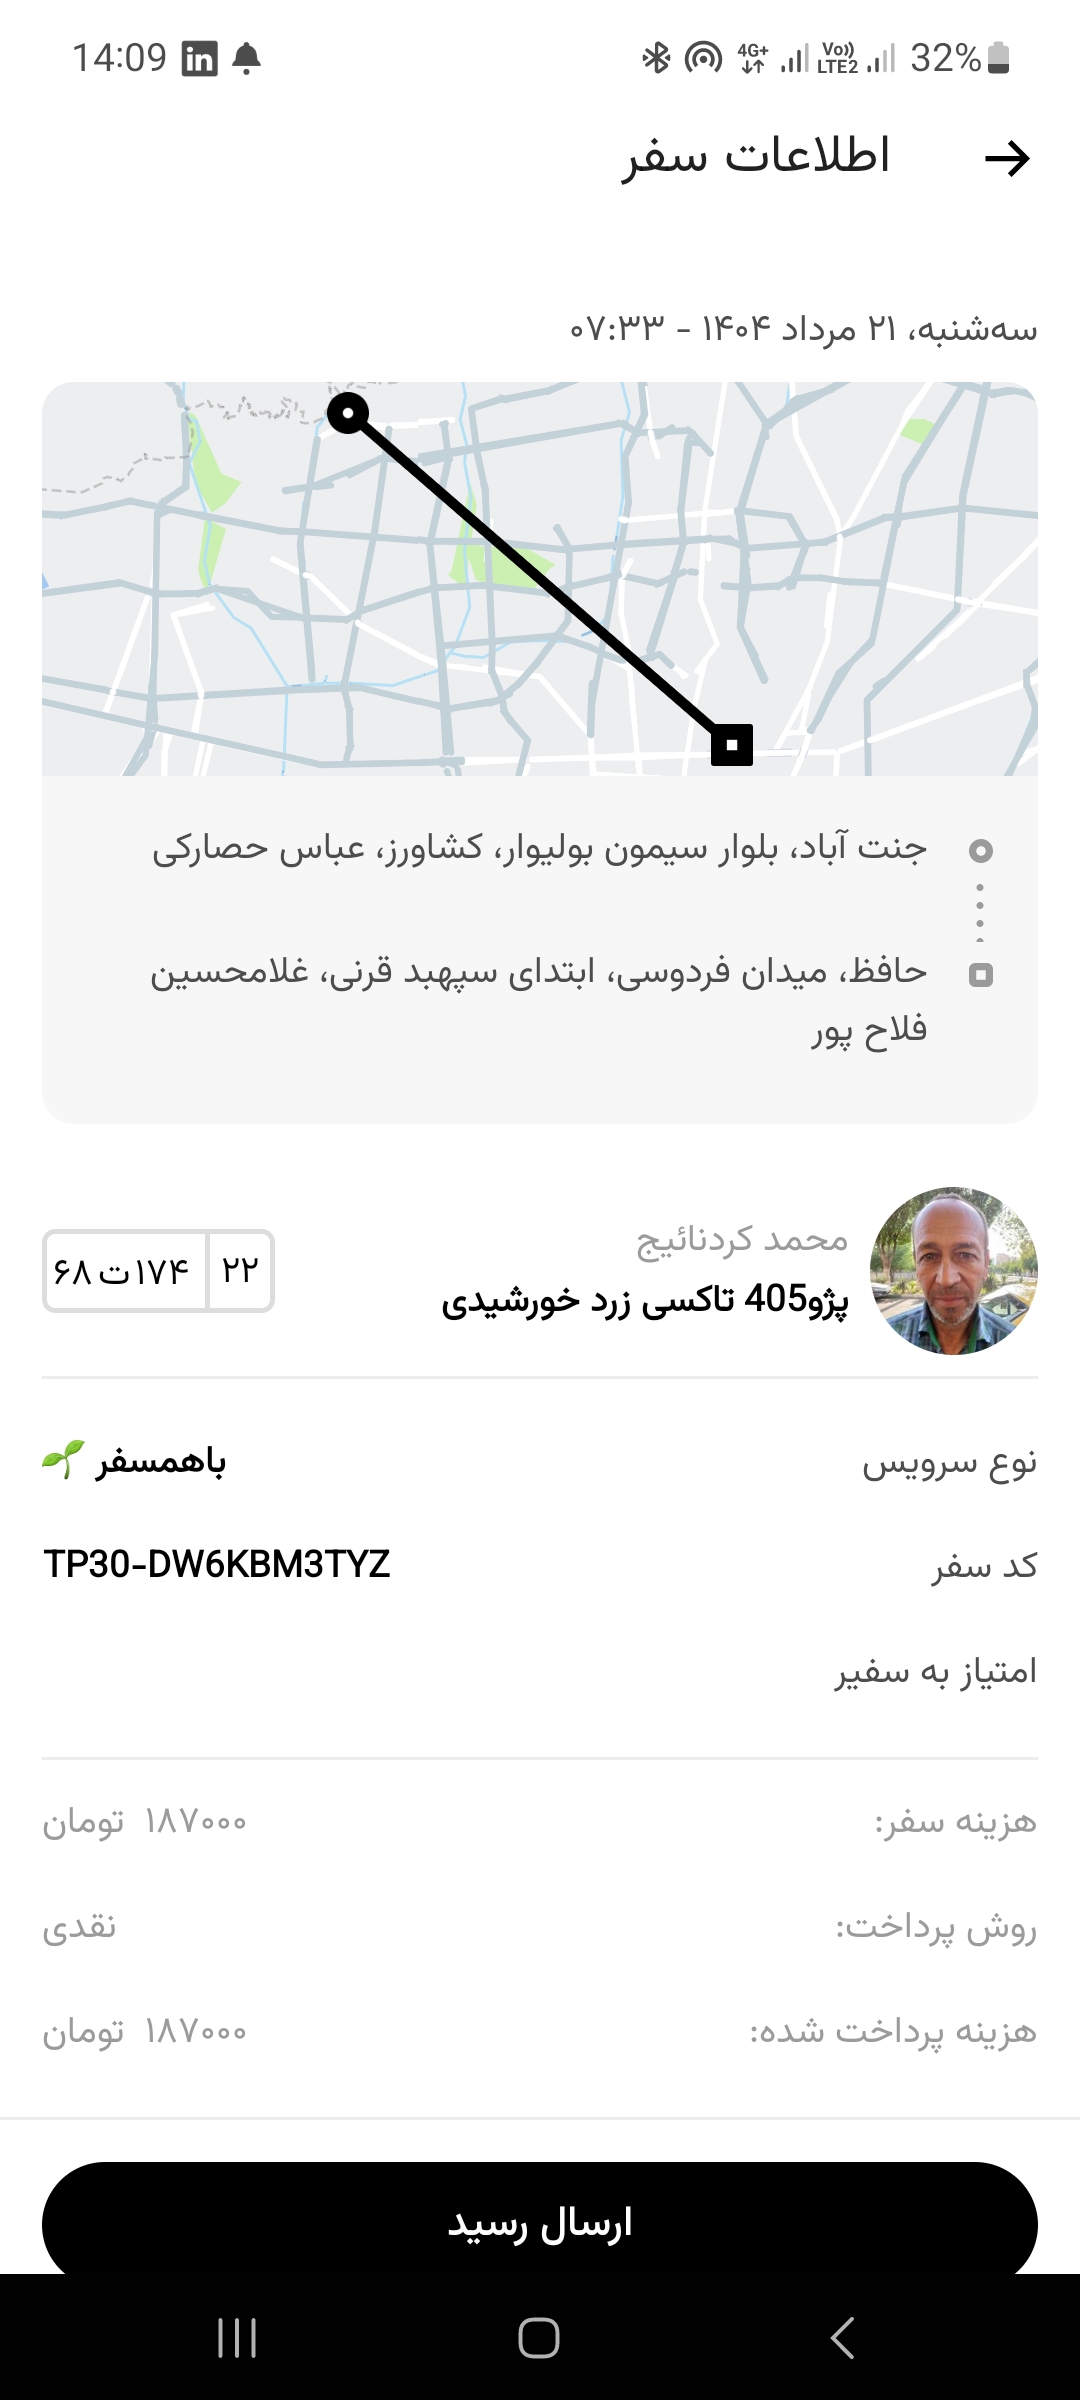 14:09 in 4G+ Vo)) LTE2 32%
اطلاعات سفر
سه‌شنبه، ۲۱ مرداد ۱۴۰۴ - ۰۷:۳۳
جنت آباد، بلوار سیمون بولیوار، کشاورز، عباس حصارکی
حافظ، میدان فردوسی، ابتدای سپهبد قرنی، غلامحسین
فلاح پور
محمد کردنائیج
پژو405 تاکسی زرد خورشیدی
۶۸ ت ۱۷۴ ۲۲
نوع سرویس باهمسفر 🌱
کد سفر TP30-DW6KBM3TYZ
امتیاز به سفیر
هزینه سفر: ۱۸۷۰۰۰ تومان
روش پرداخت: نقدی
هزینه پرداخت شده: ۱۸۷۰۰۰ تومان
ارسال رسید